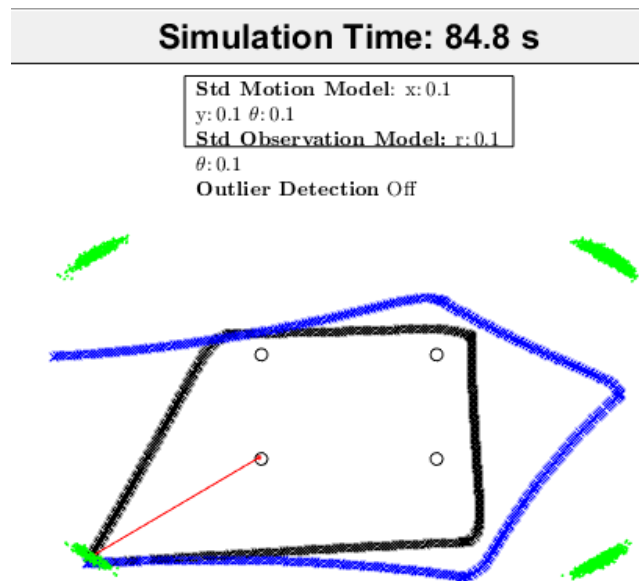 Simulation Time: 84.8 s
Std Motion Model: x: 0.1
y: 0.1 θ: 0.1
Std Observation Model: r: 0.1
θ: 0.1
Outlier Detection Off